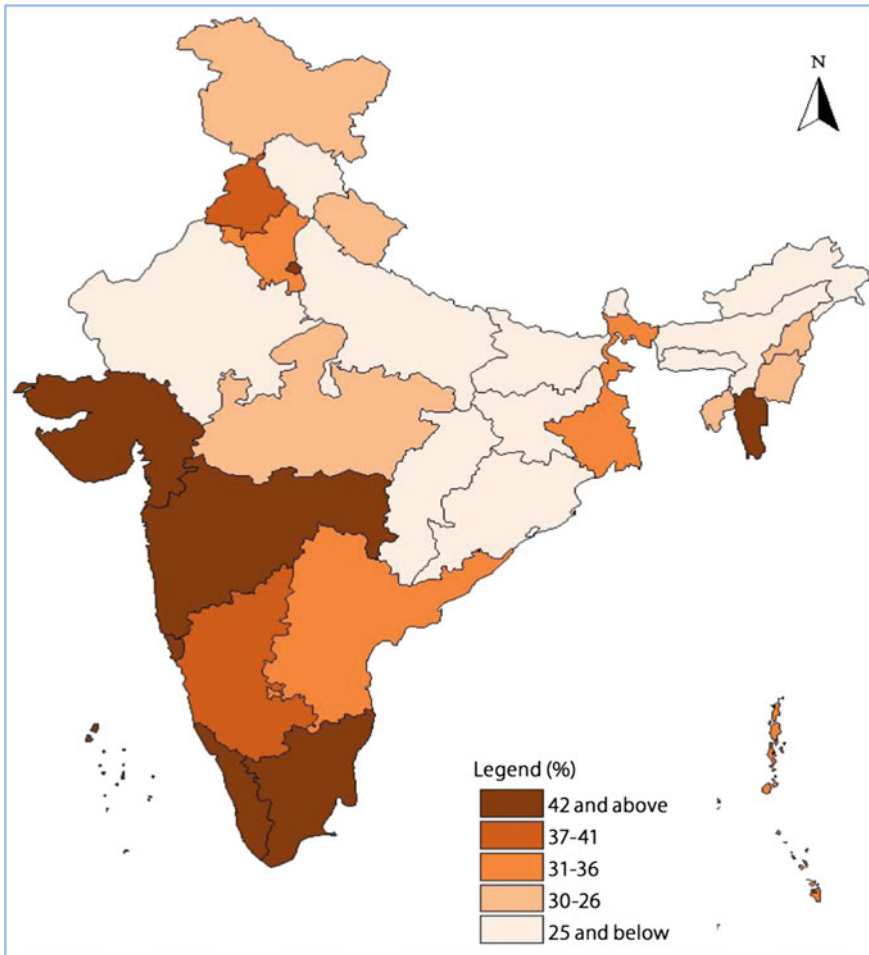 N
Legend (%)
42 and above
37-41
31-36
30-26
25 and below